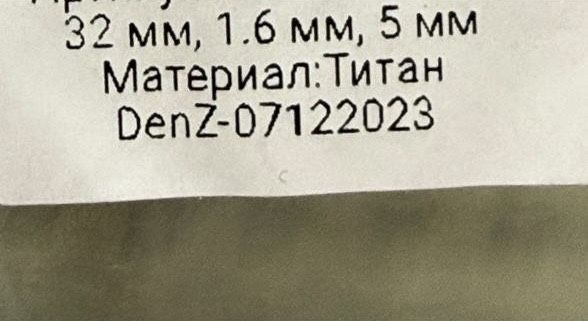 32 мм, 1.6 мм, 5 мм
Материал:Титан
DenZ-07122023